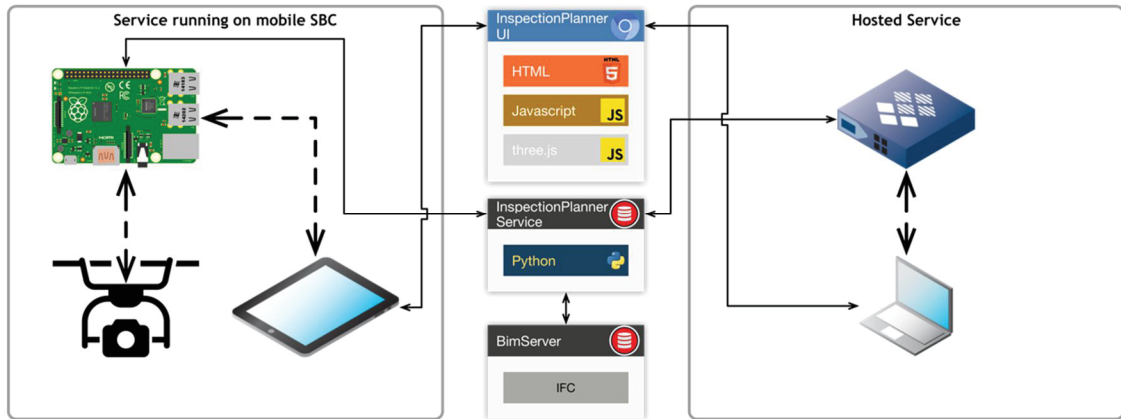 Service running on mobile SBC
InspectionPlanner
UI
HTML
HTML
5
Javascript
JS
three.js
JS
InspectionPlanner
Service
Python
BimServer
IFC
Hosted Service